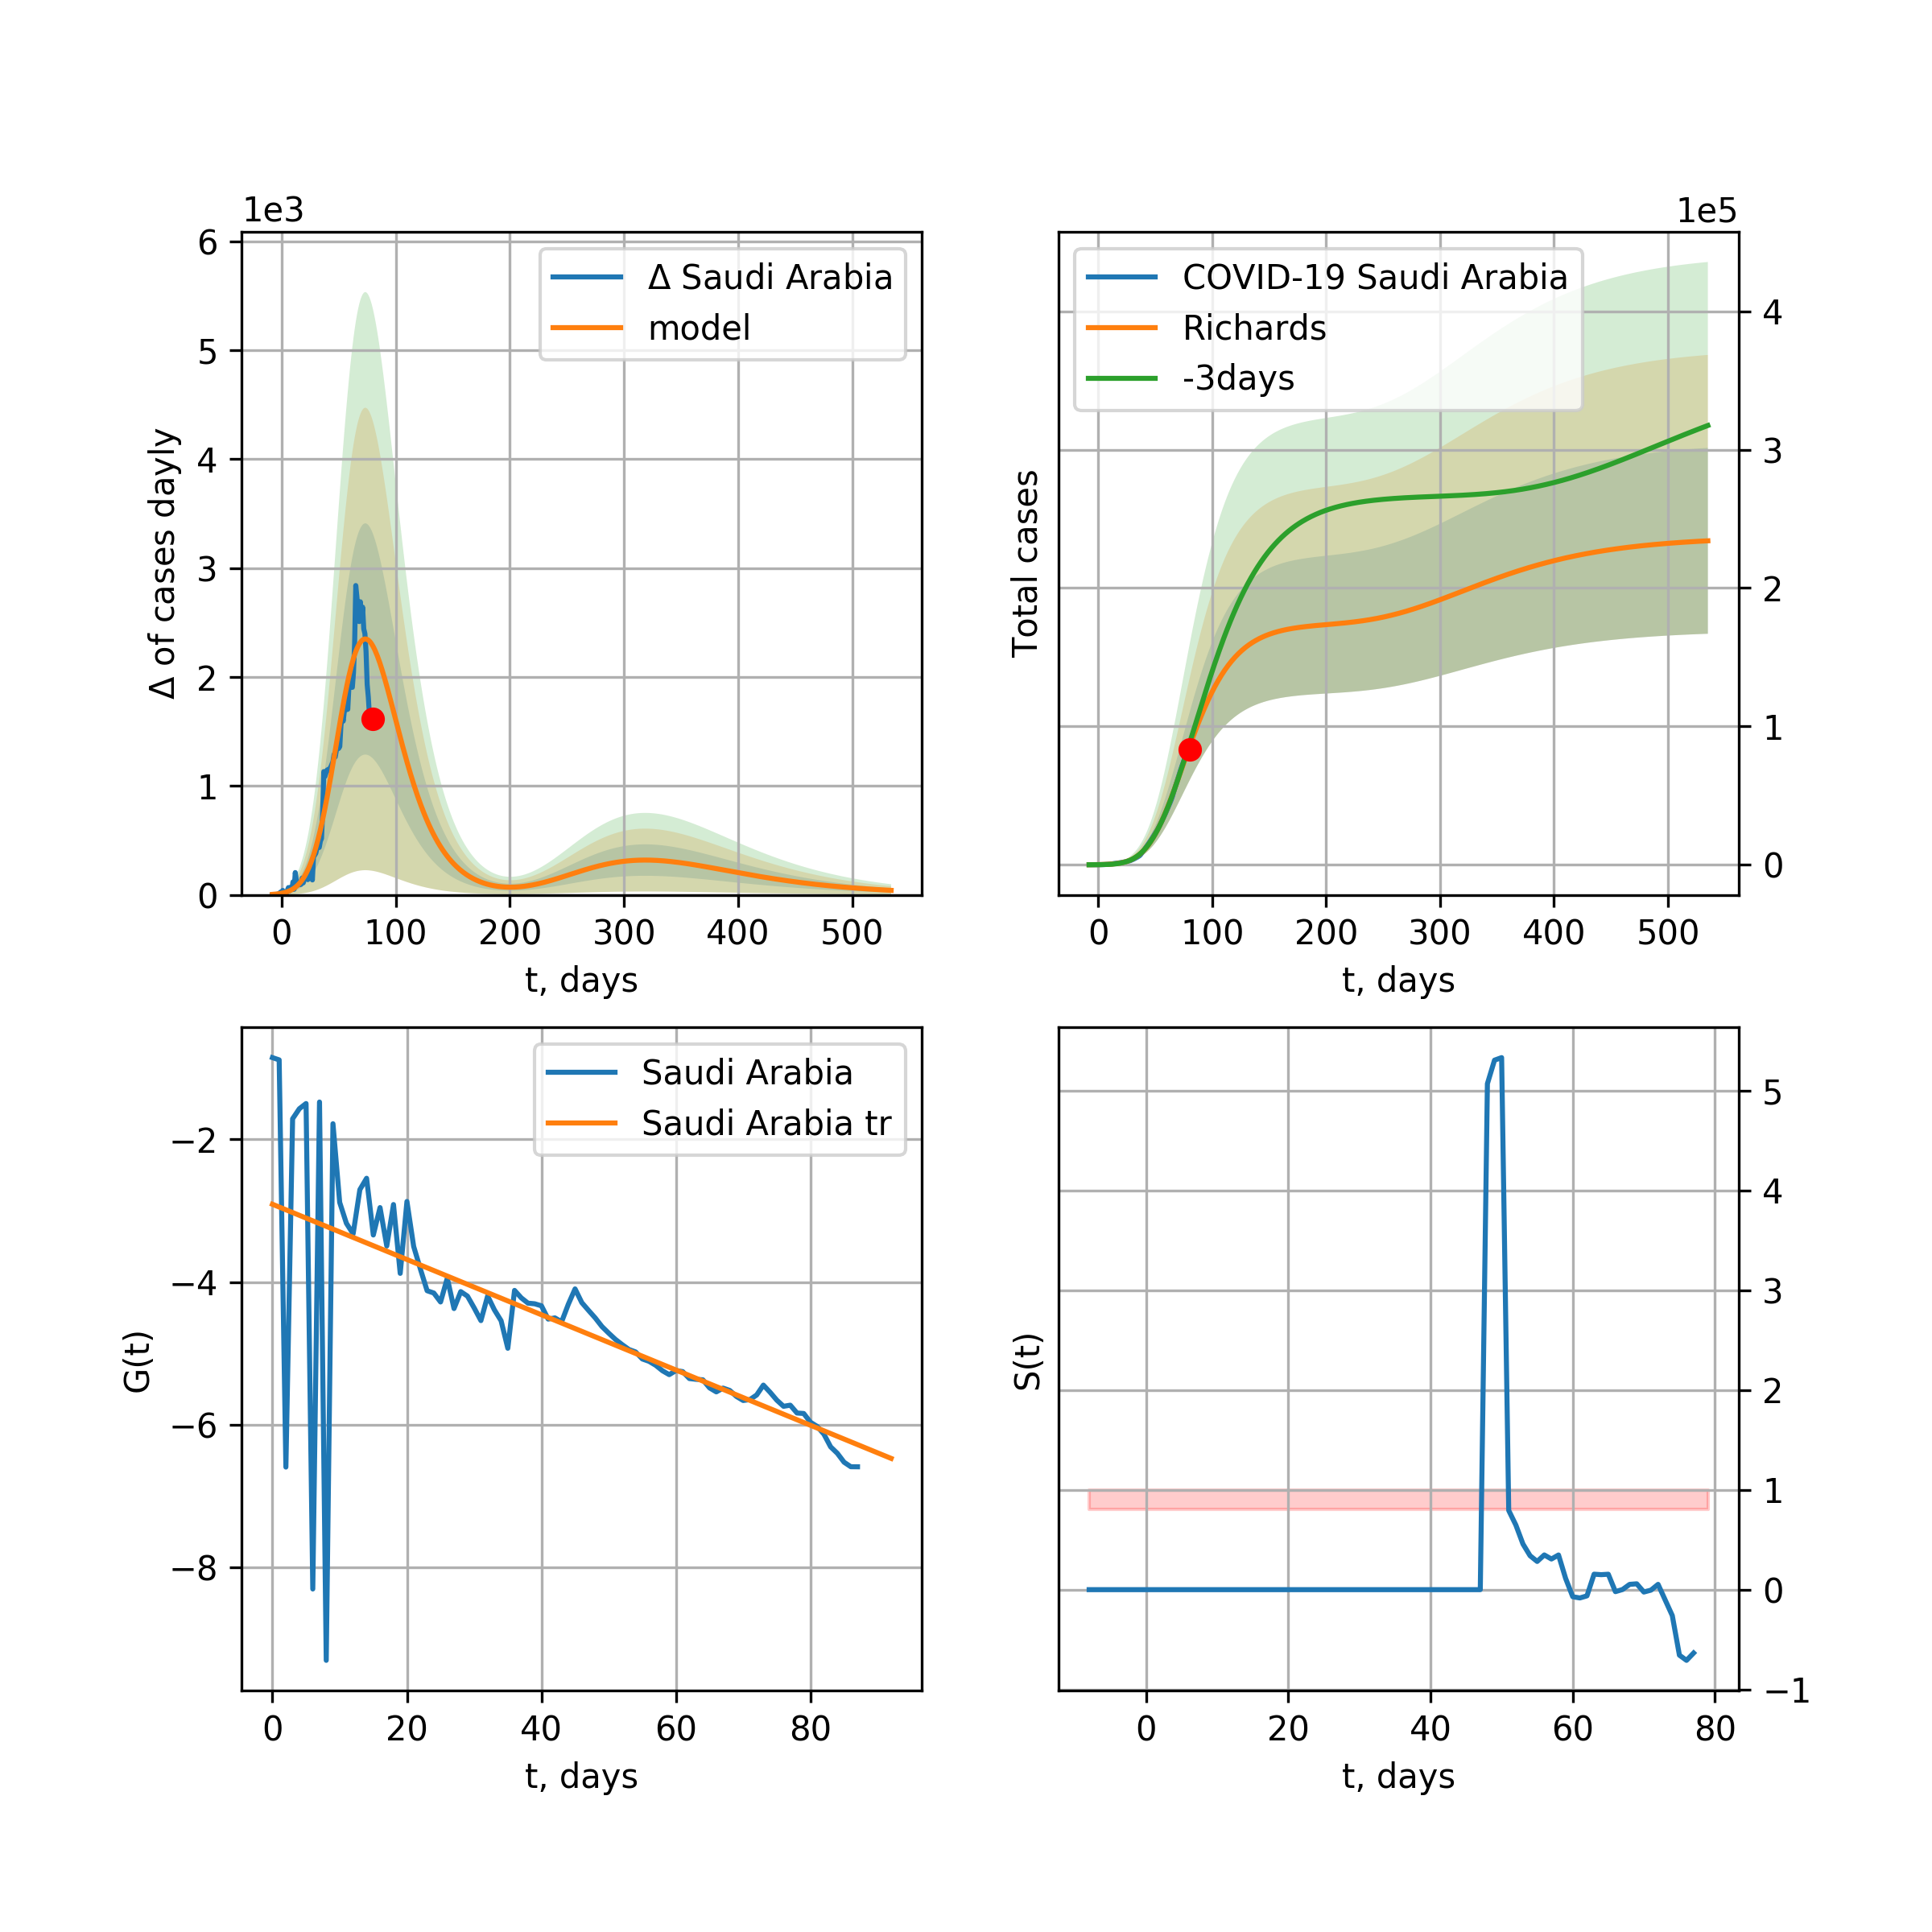 1e3
6
5
4
3
2
1
0
Δ of cases dayly
Δ Saudi Arabia
model
0 100 200 300 400 500
t, days
1e5
COVID-19 Saudi Arabia
Richards
-3days
Total cases
4
3
2
1
0
0 100 200 300 400 500
t, days
Saudi Arabia
Saudi Arabia tr
G(t)
−2
−4
−6
−8
0 20 40 60 80
t, days
S(t)
5
4
3
2
1
0
−1
0 20 40 60 80
t, days